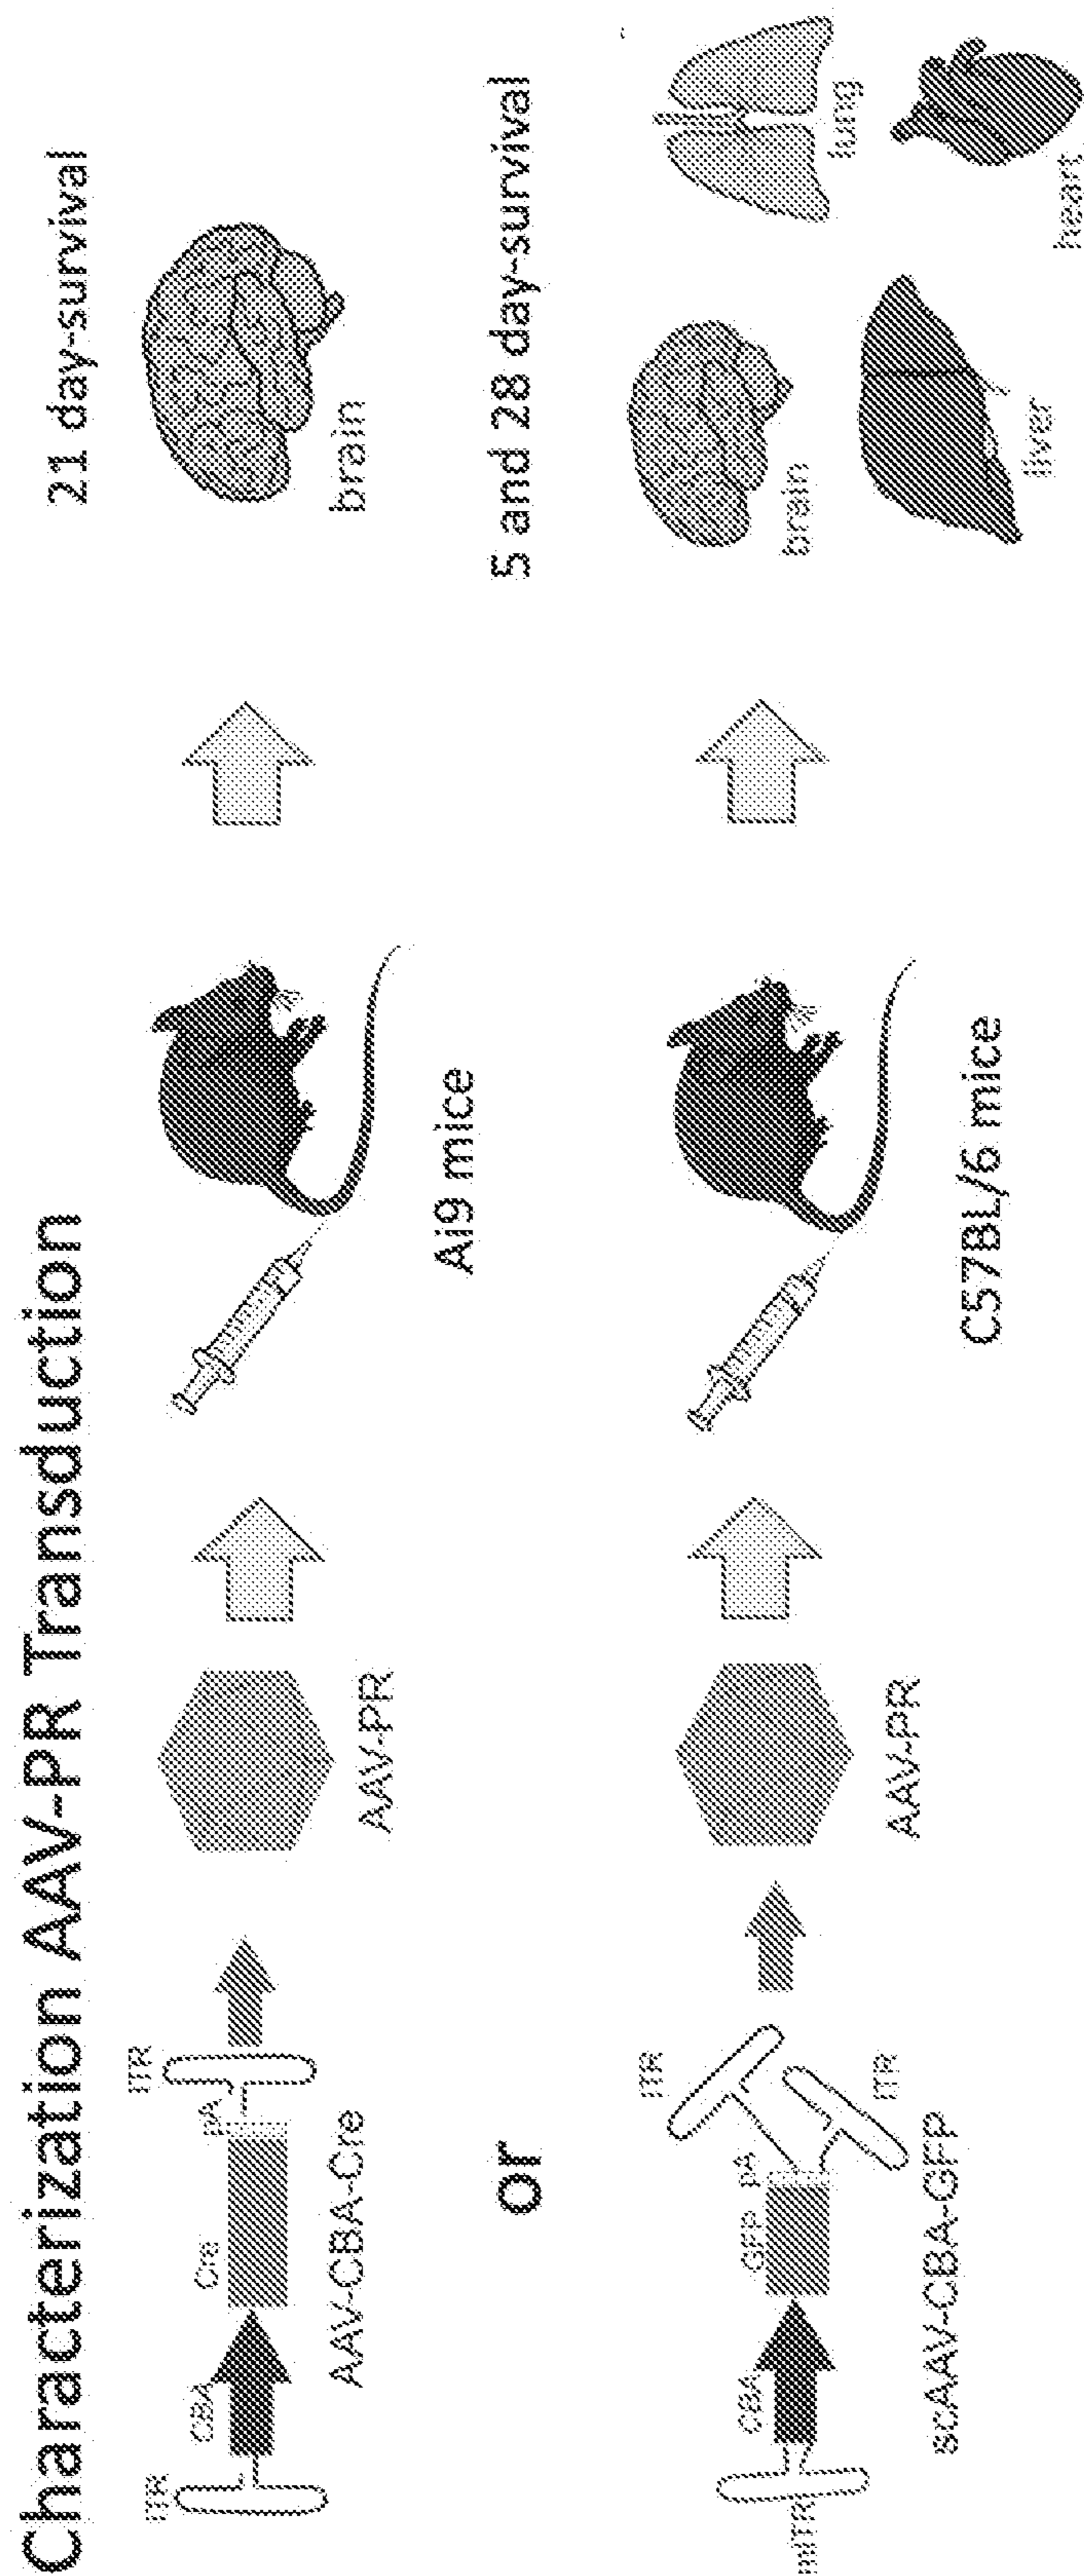 Characterization AAV-PR Transduction
21 day-survival
ITR
CBA
Cre
pA
ITR
AAV-CBA-Cre
AAV-PR
Ai9 mice
brain
or
5 and 28 day-survival
mITR
CBA
GFP
pA
ITR
ITR
scAAV-CBA-GFP
AAV-PR
C57BL/6 mice
brain
lung
liver
heart